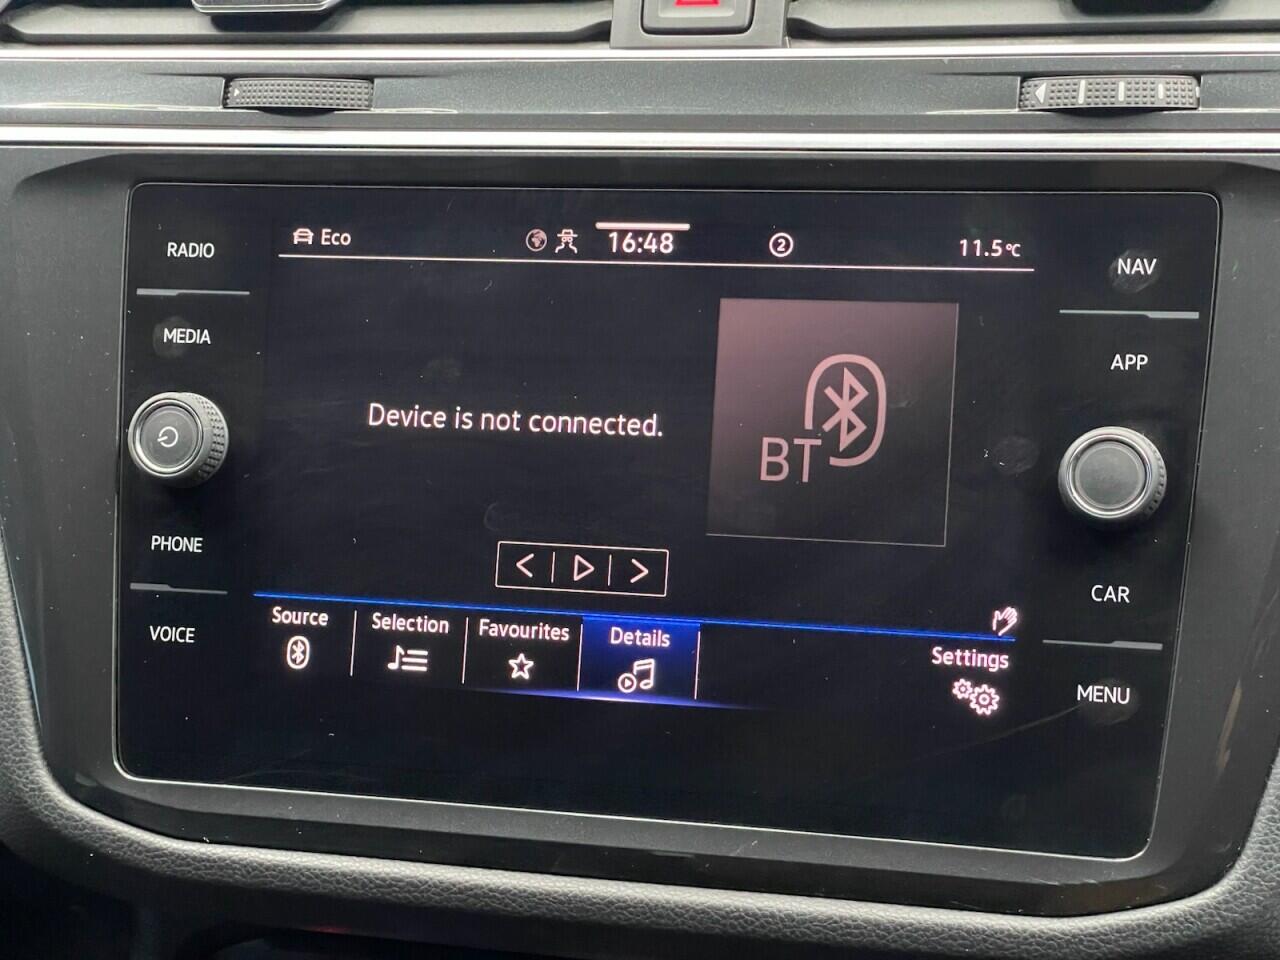 RADIO
MEDIA
PHONE
VOICE
Eco
16:48
2
11.5°C
Device is not connected.
BT
Source
Selection
Favourites
Details
Settings
NAV
APP
CAR
MENU